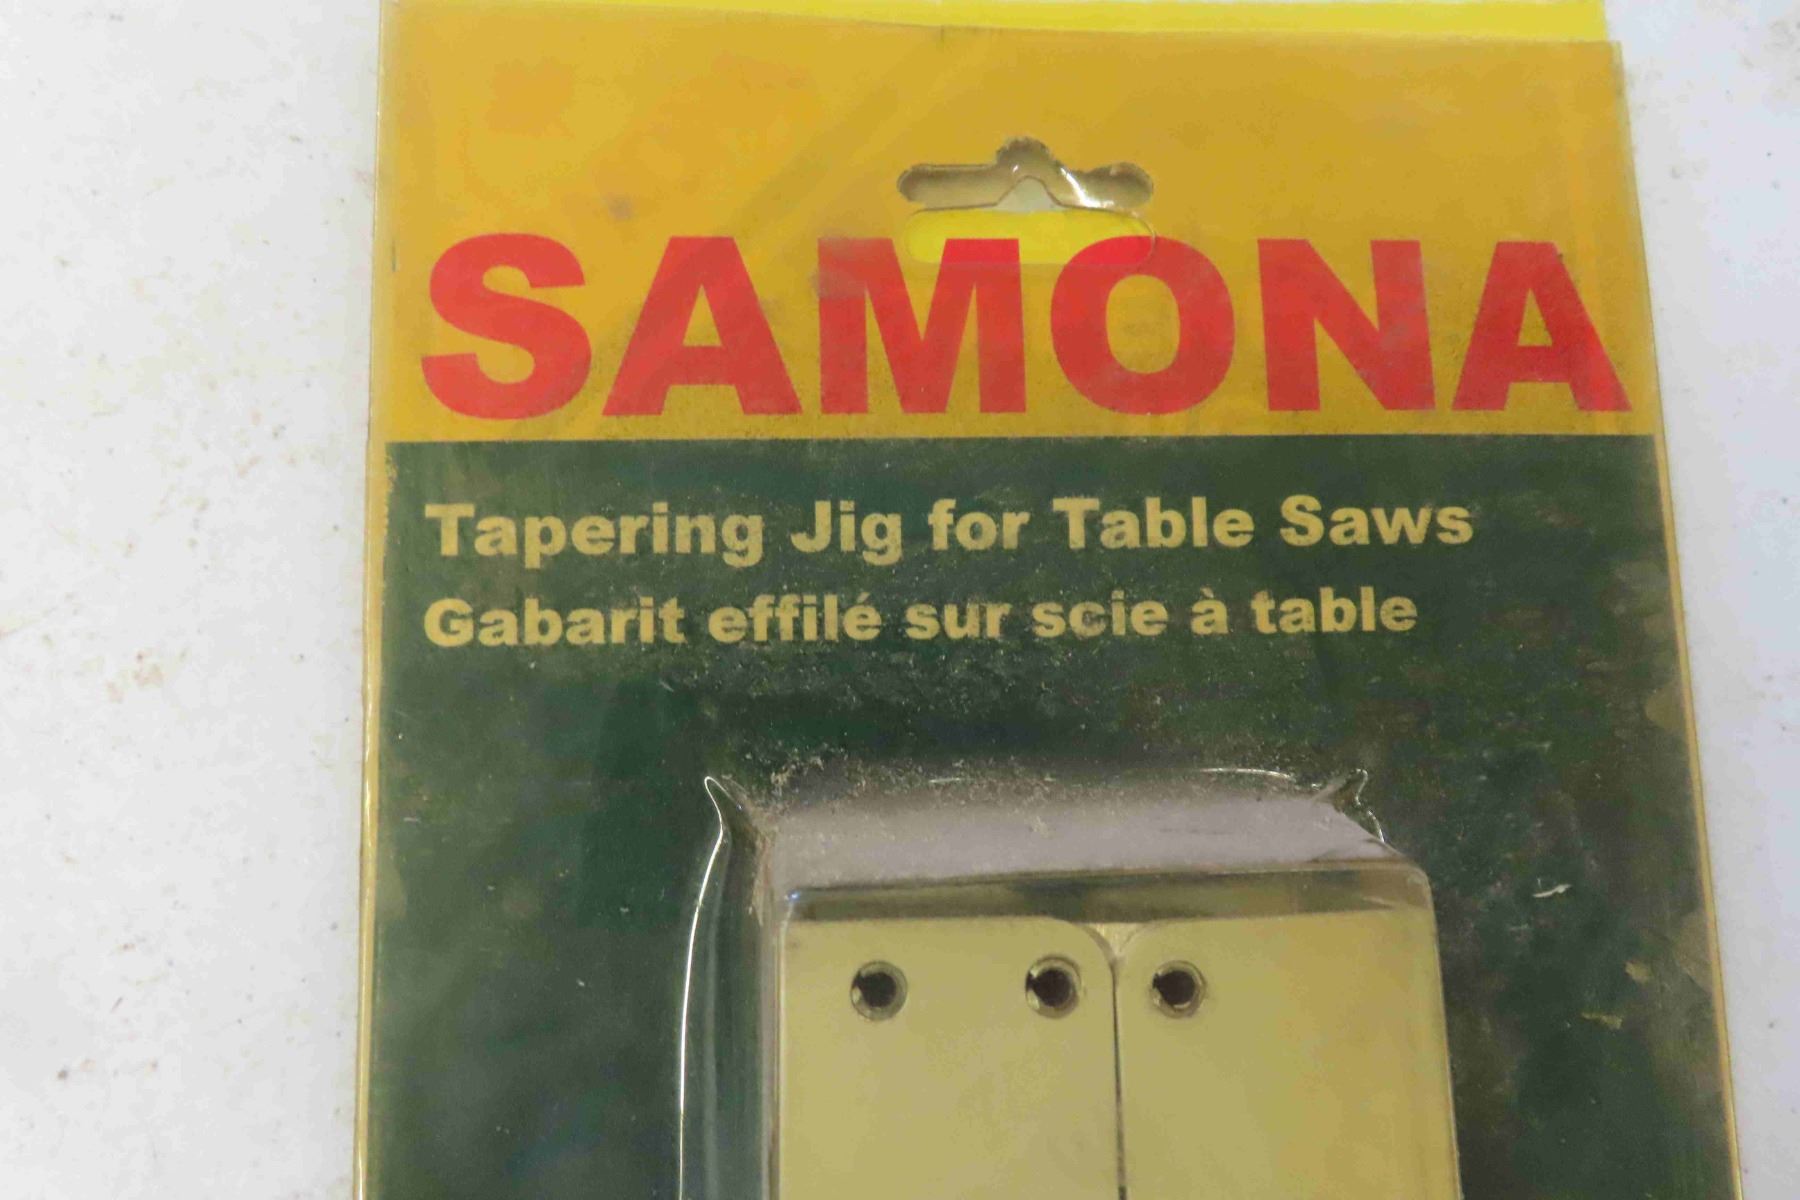 SAMONA
Tapering Jig for Table Saws
Gabarit effilé sur scie à table